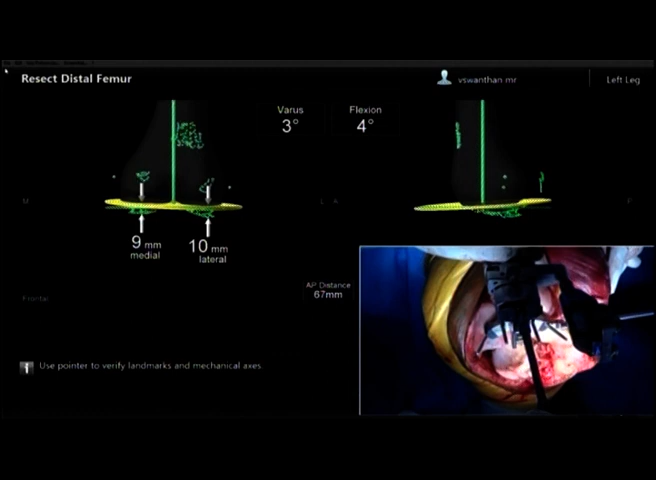 Resect Distal Femur
vswanthan mr
Left Leg
Varus
3°
Flexion
4°
M
L
A
P
9 mm
medial
10 mm
lateral
AP Distance
67mm
Frontal
Use pointer to verify landmarks and mechanical axes